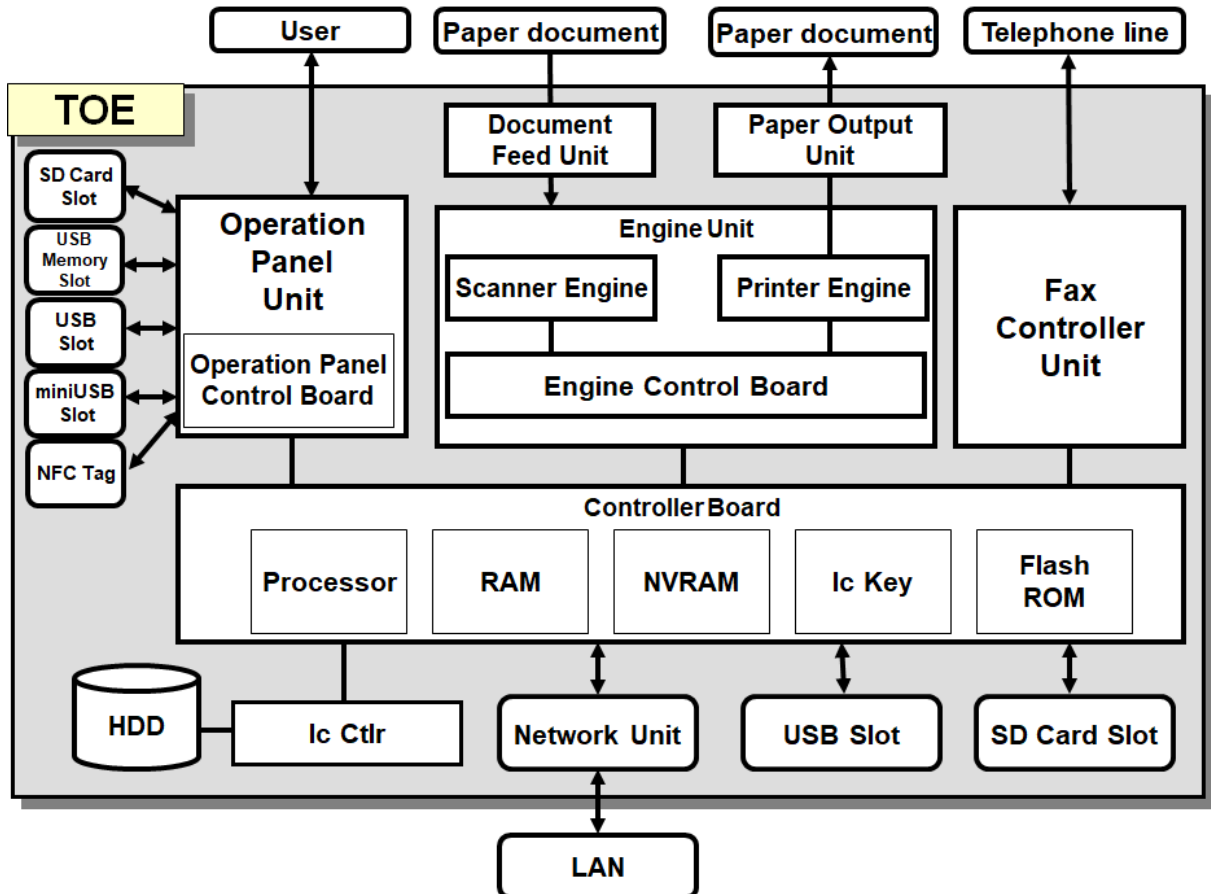 User
Paper document
Paper document
Telephone line
TOE
Document
Feed Unit
Paper Output
Unit
SD Card
Slot
USB
Memory
Slot
USB
Slot
miniUSB
Slot
NFC Tag
Operation
Panel
Unit
Operation Panel
Control Board
Engine Unit
Scanner Engine
Printer Engine
Engine Control Board
Fax
Controller
Unit
Controller Board
Processor
RAM
NVRAM
Ic Key
Flash
ROM
HDD
Ic Ctlr
Network Unit
USB Slot
SD Card Slot
LAN